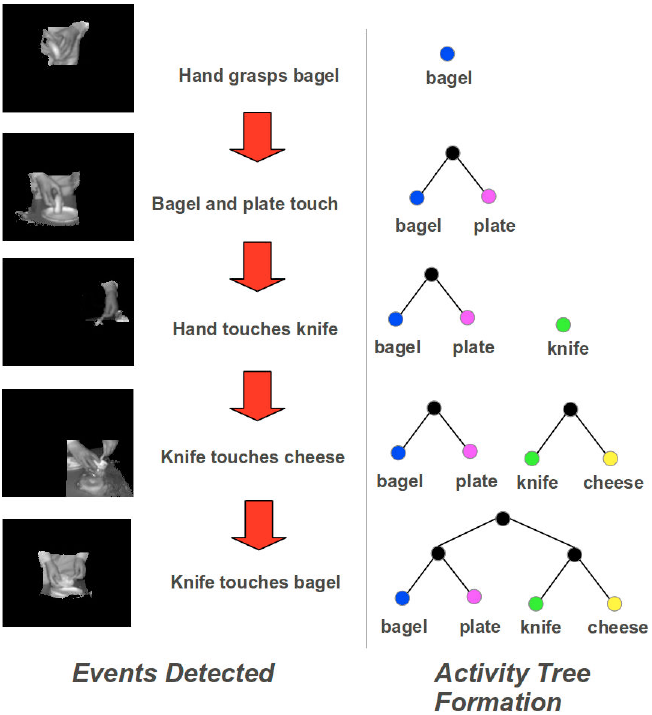 Hand grasps bagel
bagel
Bagel and plate touch
bagel plate
Hand touches knife
bagel plate knife
Knife touches cheese
bagel plate knife cheese
Knife touches bagel
bagel plate knife cheese
Events Detected
Activity Tree
Formation